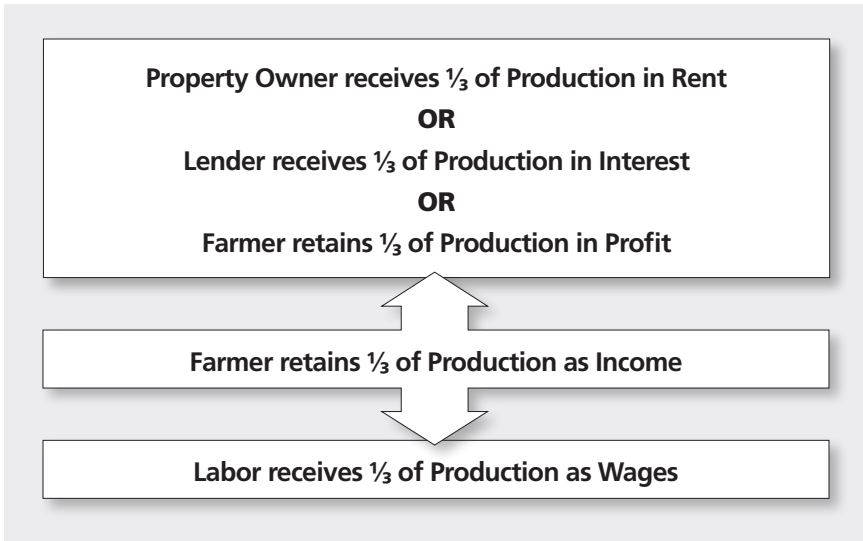 Property Owner receives ⅓ of Production in Rent
OR
Lender receives ⅓ of Production in Interest
OR
Farmer retains ⅓ of Production in Profit
Farmer retains ⅓ of Production as Income
Labor receives ⅓ of Production as Wages